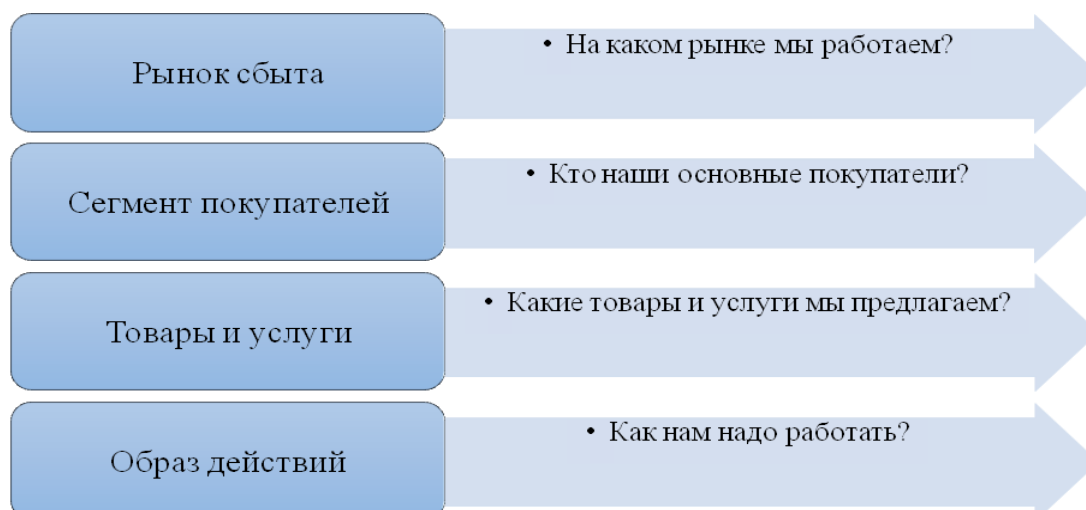 Рынок сбыта
• На каком рынке мы работаем?
Сегмент покупателей
• Кто наши основные покупатели?
Товары и услуги
• Какие товары и услуги мы предлагаем?
Образ действий
• Как нам надо работать?